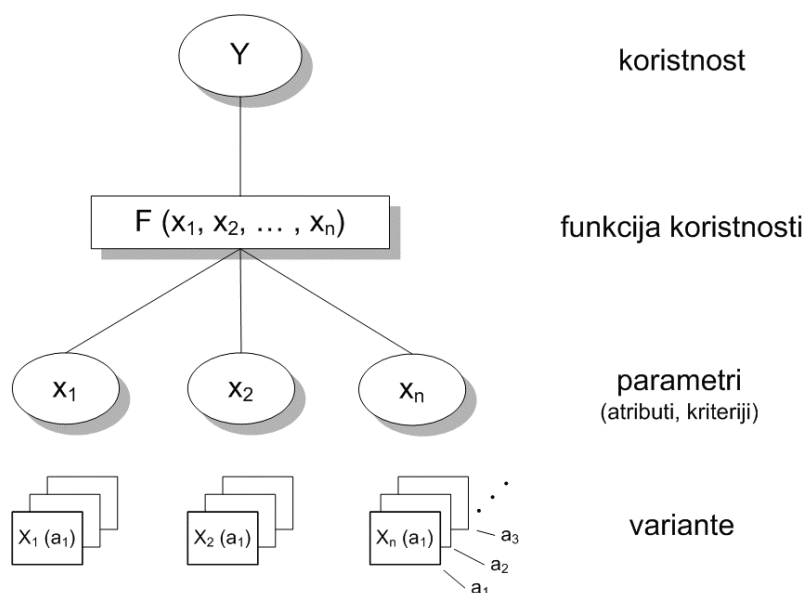 Y
koristnost
F (x₁, x₂, … , xₙ)
funkcija koristnosti
x₁
x₂
xₙ
parametri
(atributi, kriteriji)
X₁ (a₁)
X₂ (a₁)
Xₙ (a₁)
a₃
a₂
a₁
variante